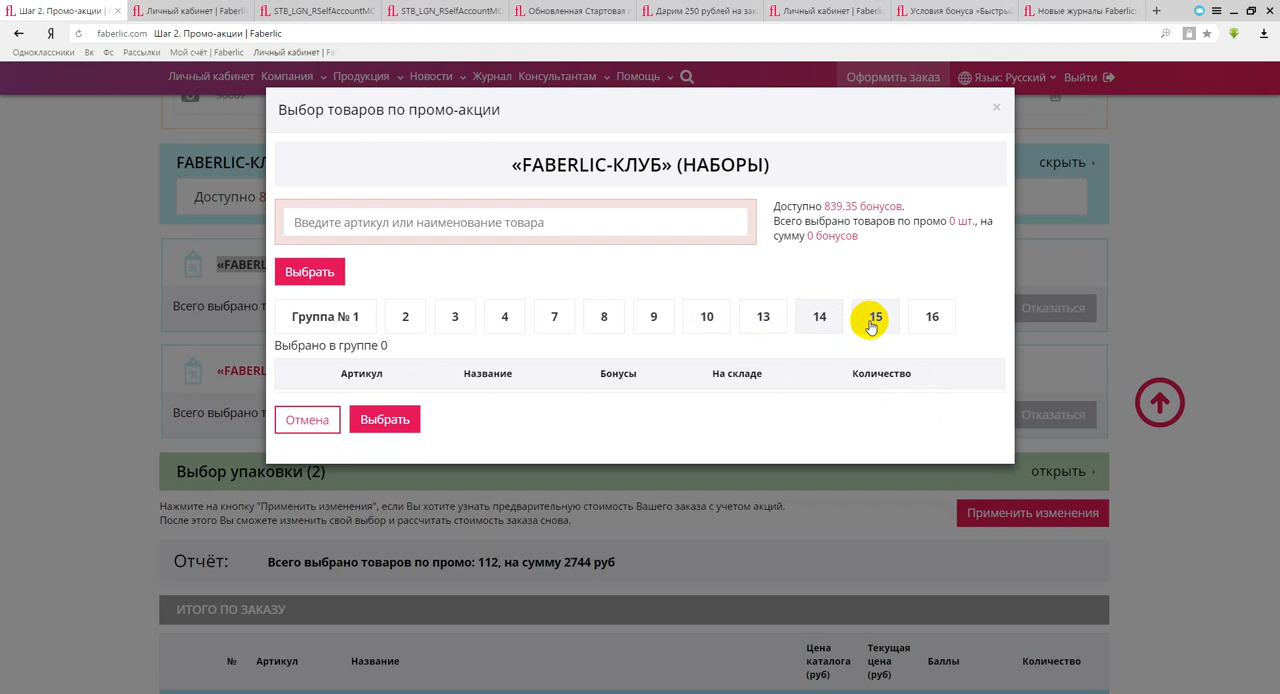 Шаг 2. Промо-акции |
Личный кабинет | Faberli
STB_LGN_RSelfAccountMC
STB_LGN_RSelfAccountMC
Обновленная Стартовая
Дарим 250 рублей на зак
Личный кабинет | Faberli
Условия бонуса «Быстры
Новые журналы Faberlic
faberlic.com Шаг 2. Промо-акции | Faberlic
Одноклассники Вк Фс Рассылки Мой счёт | Faberlic Личный кабинет | Fa
Личный кабинет Компания Продукция Новости Журнал Консультантам Помощь Оформить заказ Язык: Русский Выйти
Выбор товаров по промо-акции ×
FABERLIC-КЛ
скрыть ›
«FABERLIC-КЛУБ» (НАБОРЫ)
Доступно 8
Введите артикул или наименование товара
Доступно 839.35 бонусов.
Всего выбрано товаров по промо 0 шт., на
сумму 0 бонусов
«FABERL
Выбрать
Всего выбрано т
Отказаться
Группа № 1 2 3 4 7 8 9 10 13 14 15 16
Выбрано в группе 0
«FABERL
Артикул Название Бонусы На складе Количество
Всего выбрано т
Отказаться
Отмена Выбрать
Выбор упаковки (2) открыть ›
Нажмите на кнопку "Применить изменения", если Вы хотите узнать предварительную стоимость Вашего заказа с учетом акций.
После этого Вы сможете изменить свой выбор и рассчитать стоимость заказа снова.
Применить изменения
Отчёт: Всего выбрано товаров по промо: 112, на сумму 2744 руб
ИТОГО ПО ЗАКАЗУ
№ Артикул Название Цена каталога (руб) Текущая цена (руб) Баллы Количество